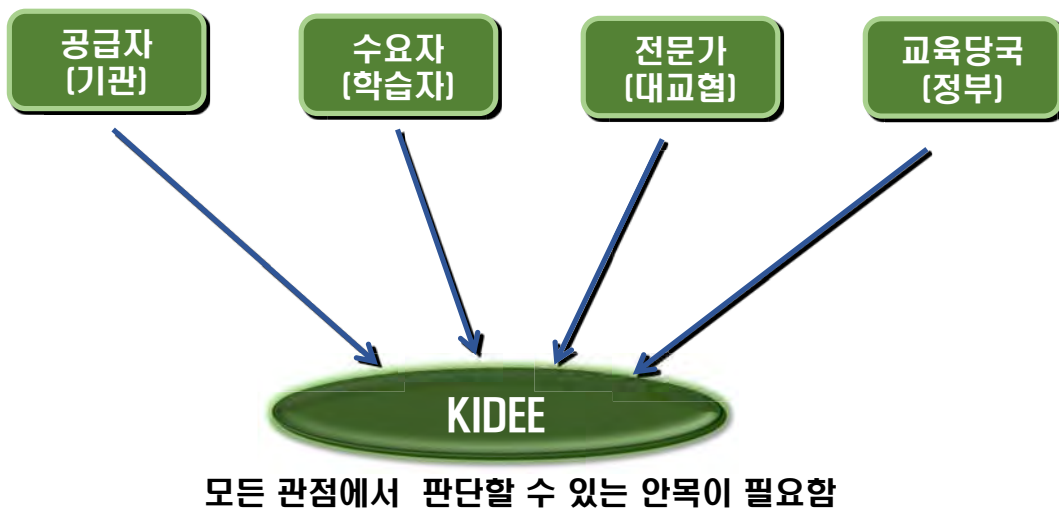 공급자
(기관)
수요자
(학습자)
전문가
(대교협)
교육당국
(정부)
KIDEE
모든 관점에서 판단할 수 있는 안목이 필요함